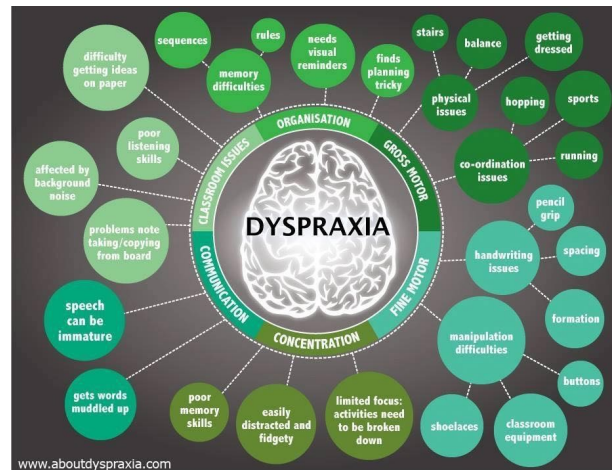 DYSPRAXIA
ORGANISATION
sequences
rules
memory
difficulties
needs
visual
reminders
finds
planning
tricky
GROSS MOTOR
stairs
balance
getting
dressed
physical
issues
hopping
sports
running
co-ordination
issues
FINE MOTOR
pencil
grip
handwriting
issues
spacing
formation
manipulation
difficulties
buttons
shoelaces
classroom
equipment
CONCENTRATION
poor
memory
skills
easily
distracted and
fidgety
limited focus:
activities need
to be broken
down
COMMUNICATION
speech
can be
immature
gets words
muddled up
CLASSROOM ISSUES
difficulty
getting ideas
on paper
poor
listening
skills
affected by
background
noise
problems note
taking/copying
from board
www.aboutdyspraxia.com